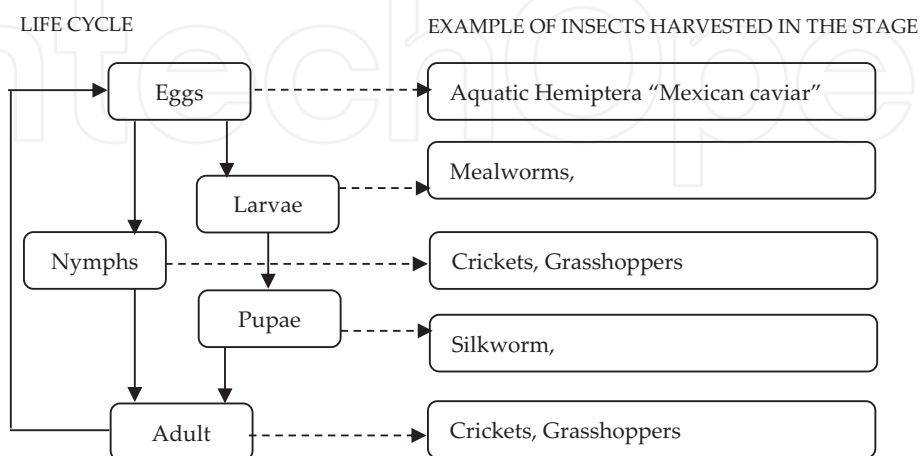 LIFE CYCLE EXAMPLE OF INSECTS HARVESTED IN THE STAGE
Eggs Aquatic Hemiptera “Mexican caviar”
Mealworms,
Larvae
Nymphs Crickets, Grasshoppers
Pupae
Silkworm,
Adult Crickets, Grasshoppers